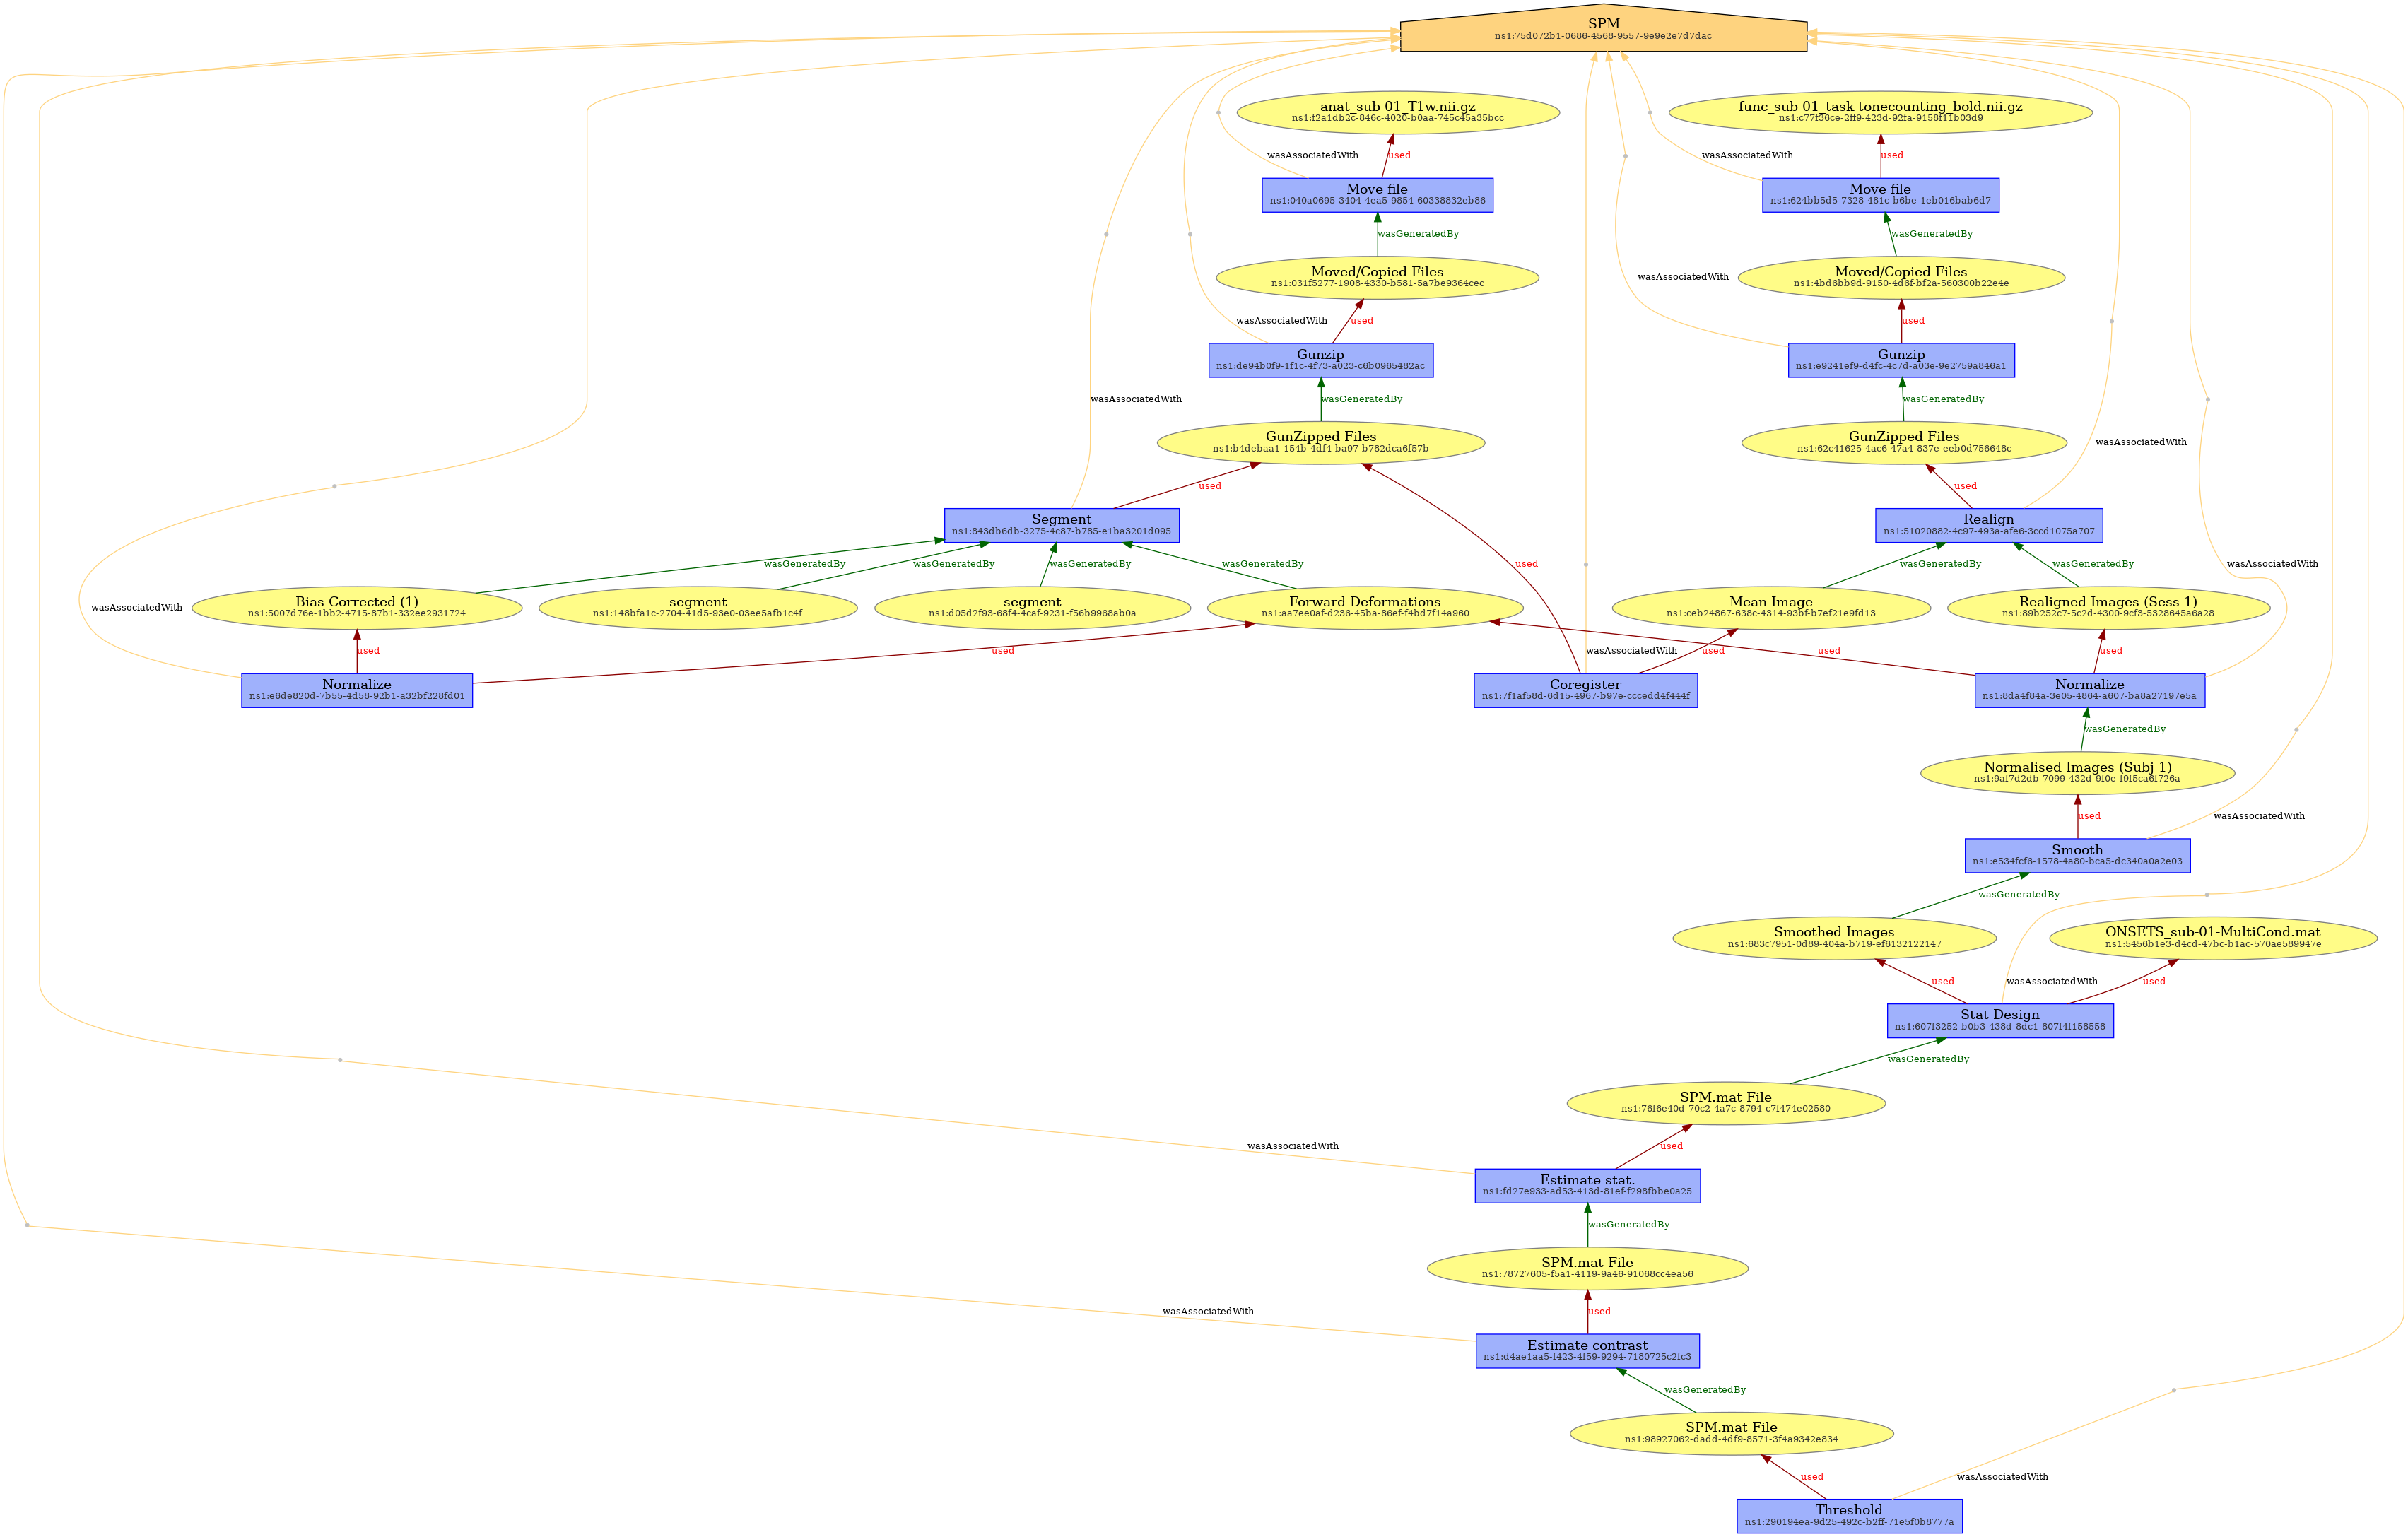 SPM
ns1:75d072b1-0686-4568-9557-9e9e2e7d7dac
anat_sub-01_T1w.nii.gz
ns1:f2a1db2c-846c-4020-b0aa-745c45a35bcc
func_sub-01_task-tonecounting_bold.nii.gz
ns1:c77f36ce-2ff9-423d-92fa-9158f11b03d9
wasAssociatedWith
used
wasAssociatedWith
used
Move file
ns1:040a0695-3404-4ea5-9854-60338832eb86
Move file
ns1:624bb5d5-7328-481c-b6be-1eb016bab6d7
wasGeneratedBy
wasGeneratedBy
Moved/Copied Files
ns1:031f5277-1908-4330-b581-5a7be9364cec
wasAssociatedWith
Moved/Copied Files
ns1:4bd6bb9d-9150-4d6f-bf2a-560300b22e4e
wasAssociatedWith
used
used
Gunzip
ns1:de94b0f9-1f1c-4f73-a023-c6b0965482ac
Gunzip
ns1:e9241ef9-d4fc-4c7d-a03e-9e2759a846a1
wasAssociatedWith
wasGeneratedBy
wasGeneratedBy
GunZipped Files
ns1:b4debaa1-154b-4df4-ba97-b782dca6f57b
GunZipped Files
ns1:62c41625-4ac6-47a4-837e-eeb0d756648c
wasAssociatedWith
used
used
Segment
ns1:843db6db-3275-4c87-b785-e1ba3201d095
Realign
ns1:51020882-4c97-493a-afe6-3ccd1075a707
wasGeneratedBy
wasGeneratedBy
wasGeneratedBy
wasGeneratedBy
used
wasGeneratedBy
wasGeneratedBy
wasAssociatedWith
wasAssociatedWith
Bias Corrected (1)
ns1:5007d76e-1bb2-4715-87b1-332ee2931724
segment
ns1:148bfa1c-2704-41d5-93e0-03ee5afb1c4f
segment
ns1:d05d2f93-68f4-4caf-9231-f56b9968ab0a
Forward Deformations
ns1:aa7ee0af-d236-45ba-86ef-f4bd7f14a960
Mean Image
ns1:ceb24867-638c-4314-93bf-b7ef21e9fd13
Realigned Images (Sess 1)
ns1:89b252c7-5c2d-4300-9cf3-5328645a6a28
used
used
wasAssociatedWith
used
used
used
Normalize
ns1:e6de820d-7b55-4d58-92b1-a32bf228fd01
Coregister
ns1:7f1af58d-6d15-4967-b97e-cccedd4f444f
Normalize
ns1:8da4f84a-3e05-4864-a607-ba8a27197e5a
wasGeneratedBy
Normalised Images (Subj 1)
ns1:9af7d2db-7099-432d-9f0e-f9f5ca6f726a
used
wasAssociatedWith
Smooth
ns1:e534fcf6-1578-4a80-bca5-dc340a0a2e03
wasGeneratedBy
Smoothed Images
ns1:683c7951-0d89-404a-b719-ef6132122147
ONSETS_sub-01-MultiCond.mat
ns1:5456b1e3-d4cd-47bc-b1ac-570ae589947e
used
wasAssociatedWith
used
Stat Design
ns1:607f3252-b0b3-438d-8dc1-807f4f158558
wasGeneratedBy
SPM.mat File
ns1:76f6e40d-70c2-4a7c-8794-c7f474e02580
wasAssociatedWith
used
Estimate stat.
ns1:fd27e933-ad53-413d-81ef-f298fbbe0a25
wasGeneratedBy
SPM.mat File
ns1:78727605-f5a1-4119-9a46-91068cc4ea56
wasAssociatedWith
used
Estimate contrast
ns1:d4ae1aa5-f423-4f59-9294-7180725c2fc3
wasGeneratedBy
SPM.mat File
ns1:98927062-dadd-4df9-8571-3f4a9342e834
used
wasAssociatedWith
Threshold
ns1:290194ea-9d25-492c-b2ff-71e5f0b8777a